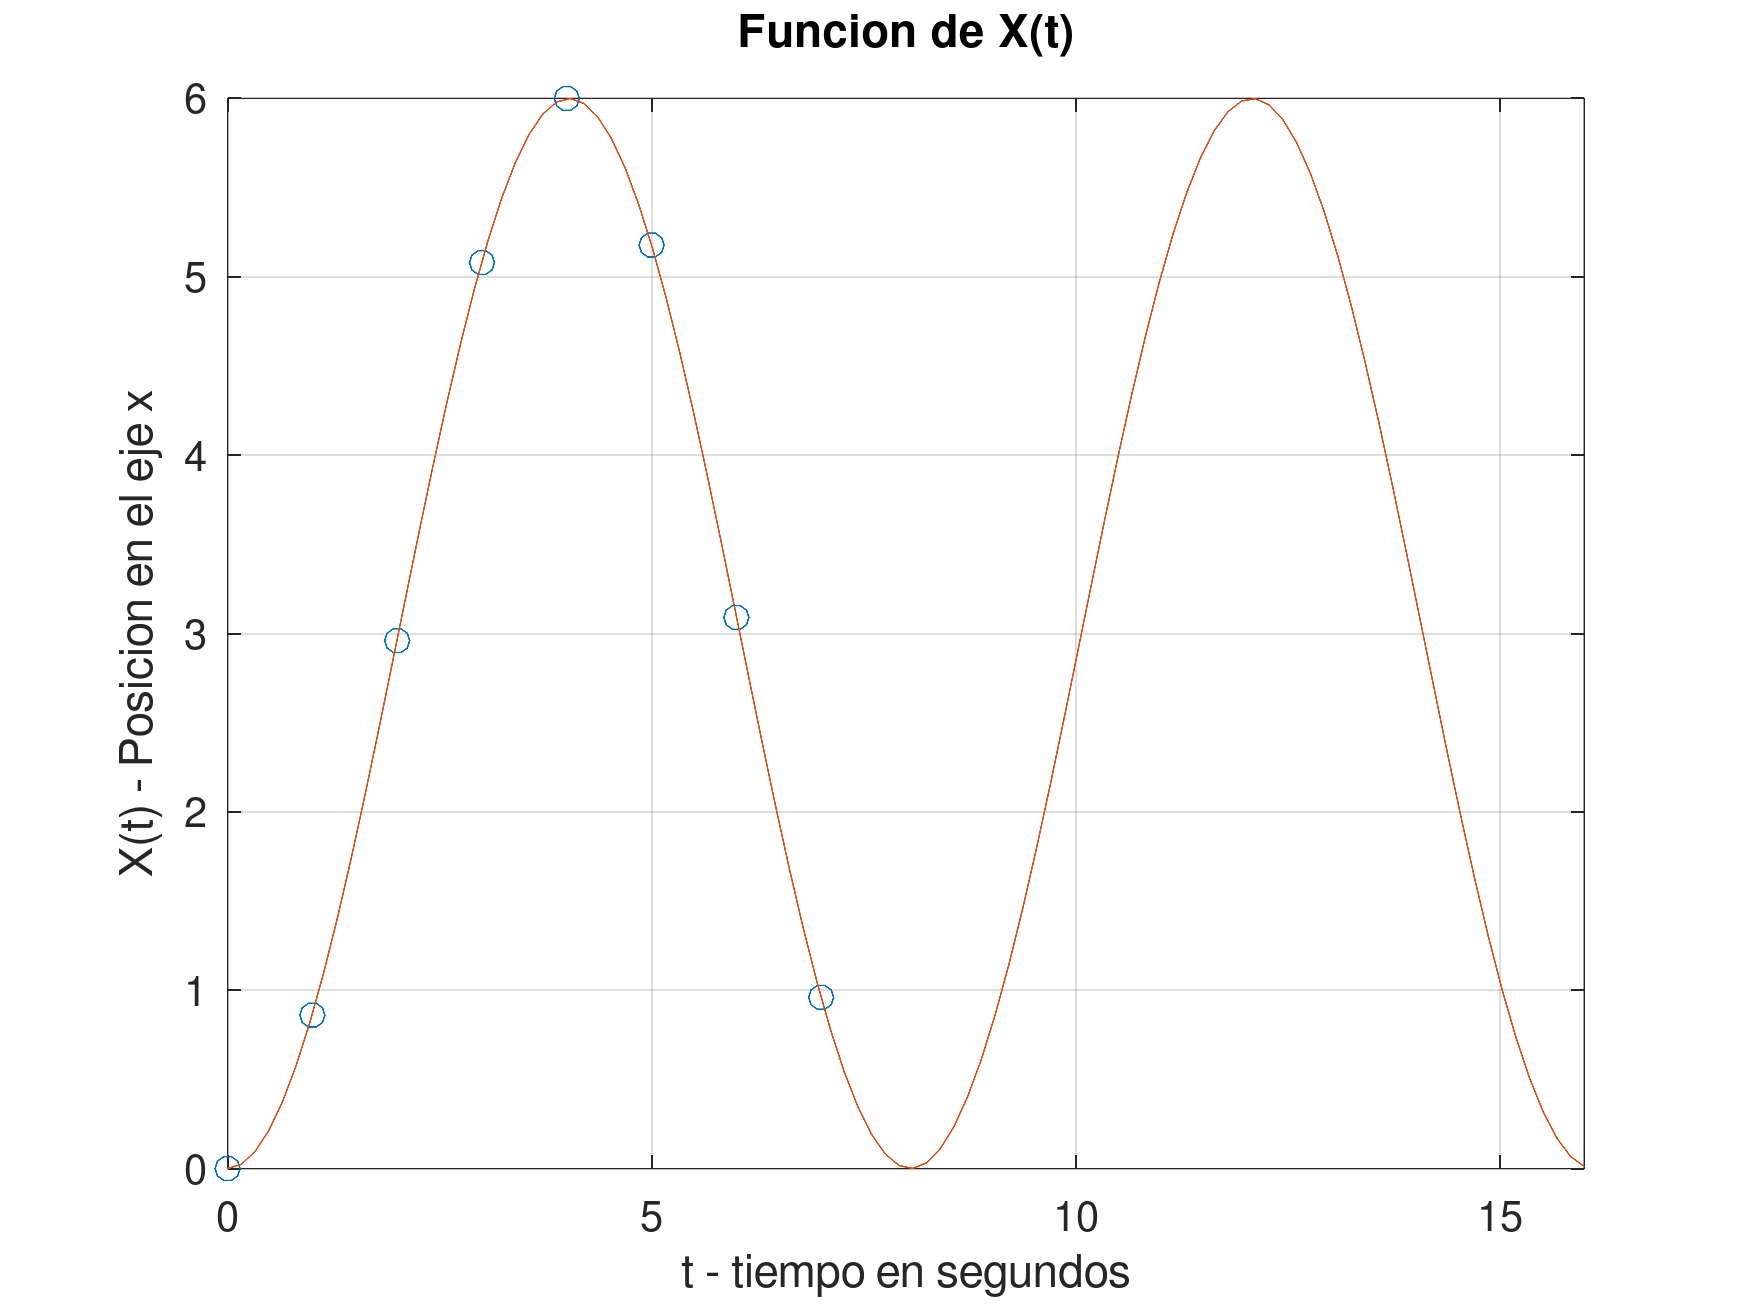 Funcion de X(t)
6
5
4
3
2
1
0
X(t) - Posicion en el eje x
0 5 10 15
t - tiempo en segundos